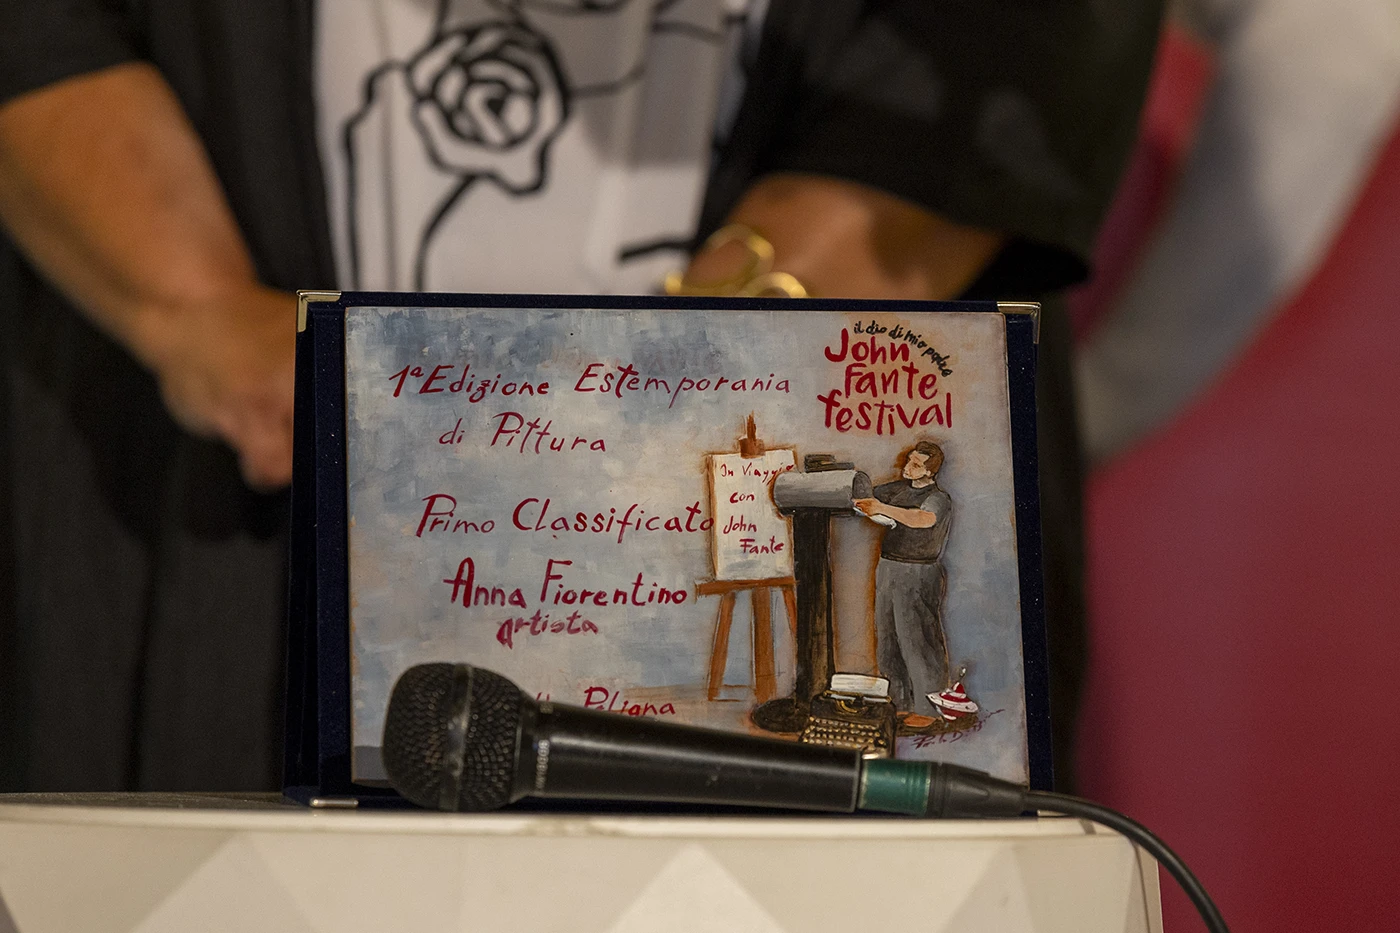 il dio di mio padre
John
Fante
festival
1ª Edizione Estemporania
di Pittura
Primo Classificato
Anna Fiorentino
artista
Peligna
In Viaggio
con
John
Fante